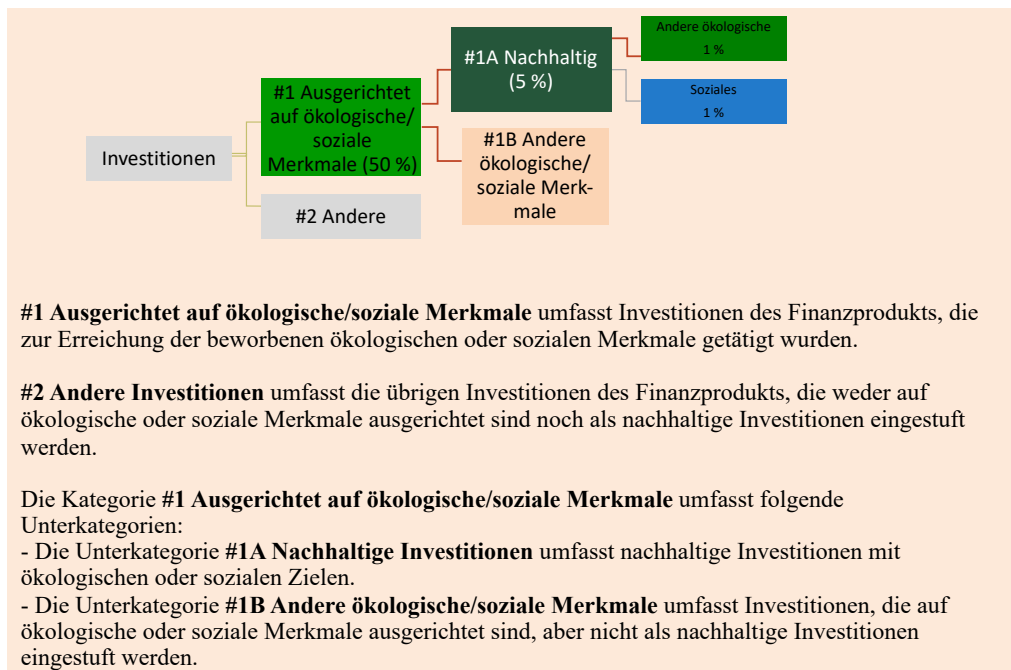 Andere ökologische
1 %
#1A Nachhaltig
(5 %)
Soziales
1 %
#1 Ausgerichtet
auf ökologische/
soziale
Merkmale (50 %)
#1B Andere
ökologische/
soziale Merk-
male
Investitionen
#2 Andere
#1 Ausgerichtet auf ökologische/soziale Merkmale umfasst Investitionen des Finanzprodukts, die
zur Erreichung der beworbenen ökologischen oder sozialen Merkmale getätigt wurden.
#2 Andere Investitionen umfasst die übrigen Investitionen des Finanzprodukts, die weder auf
ökologische oder soziale Merkmale ausgerichtet sind noch als nachhaltige Investitionen eingestuft
werden.
Die Kategorie #1 Ausgerichtet auf ökologische/soziale Merkmale umfasst folgende
Unterkategorien:
- Die Unterkategorie #1A Nachhaltige Investitionen umfasst nachhaltige Investitionen mit
ökologischen oder sozialen Zielen.
- Die Unterkategorie #1B Andere ökologische/soziale Merkmale umfasst Investitionen, die auf
ökologische oder soziale Merkmale ausgerichtet sind, aber nicht als nachhaltige Investitionen
eingestuft werden.